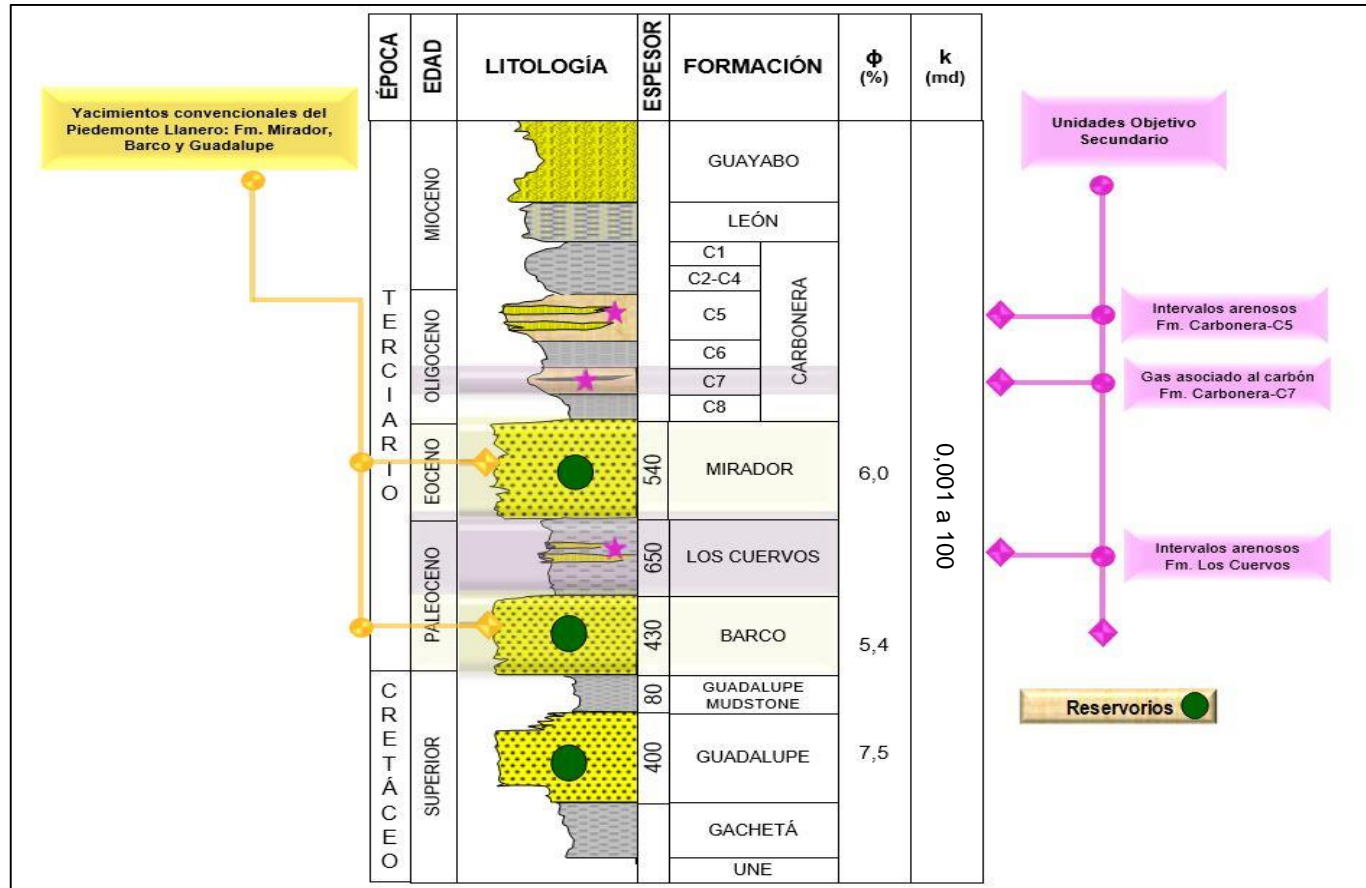 Yacimientos convencionales del
Piedemonte Llanero: Fm. Mirador,
Barco y Guadalupe
ÉPOCA
EDAD
LITOLOGÍA
ESPESOR
FORMACIÓN
ϕ
(%)
k
(md)
TERCIARIO
CRETÁCEO
MIOCENO
OLIGOCENO
EOCENO
PALEOCENO
SUPERIOR
GUAYABO
LEÓN
C1
C2-C4
C5
C6
C7
C8
CARBONERA
540
MIRADOR
6,0
650
LOS CUERVOS
430
BARCO
5,4
80
GUADALUPE
MUDSTONE
400
GUADALUPE
7,5
GACHETÁ
UNE
0,001 a 100
Unidades Objetivo
Secundario
Intervalos arenosos
Fm. Carbonera-C5
Gas asociado al carbón
Fm. Carbonera-C7
Intervalos arenosos
Fm. Los Cuervos
Reservorios